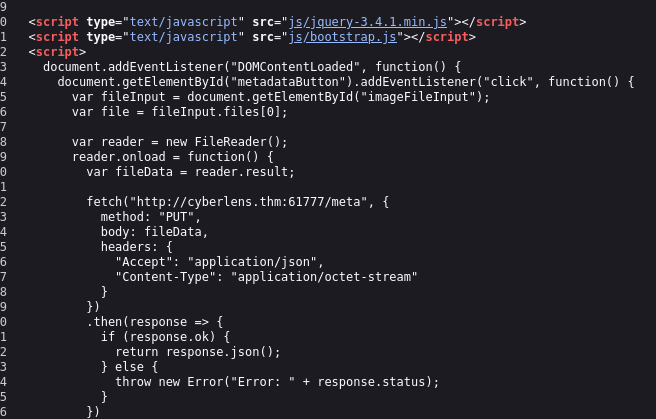 9
0 <script type="text/javascript" src="js/jquery-3.4.1.min.js"></script>
1 <script type="text/javascript" src="js/bootstrap.js"></script>
2 <script>
3 document.addEventListener("DOMContentLoaded", function() {
4 document.getElementById("metadataButton").addEventListener("click", function() {
5 var fileInput = document.getElementById("imageFileInput");
6 var file = fileInput.files[0];
7
8 var reader = new FileReader();
9 reader.onload = function() {
0 var fileData = reader.result;
1
2 fetch("http://cyberlens.thm:61777/meta", {
3 method: "PUT",
4 body: fileData,
5 headers: {
6 "Accept": "application/json",
7 "Content-Type": "application/octet-stream"
8 }
9 })
0 .then(response => {
1 if (response.ok) {
2 return response.json();
3 } else {
4 throw new Error("Error: " + response.status);
5 }
6 })